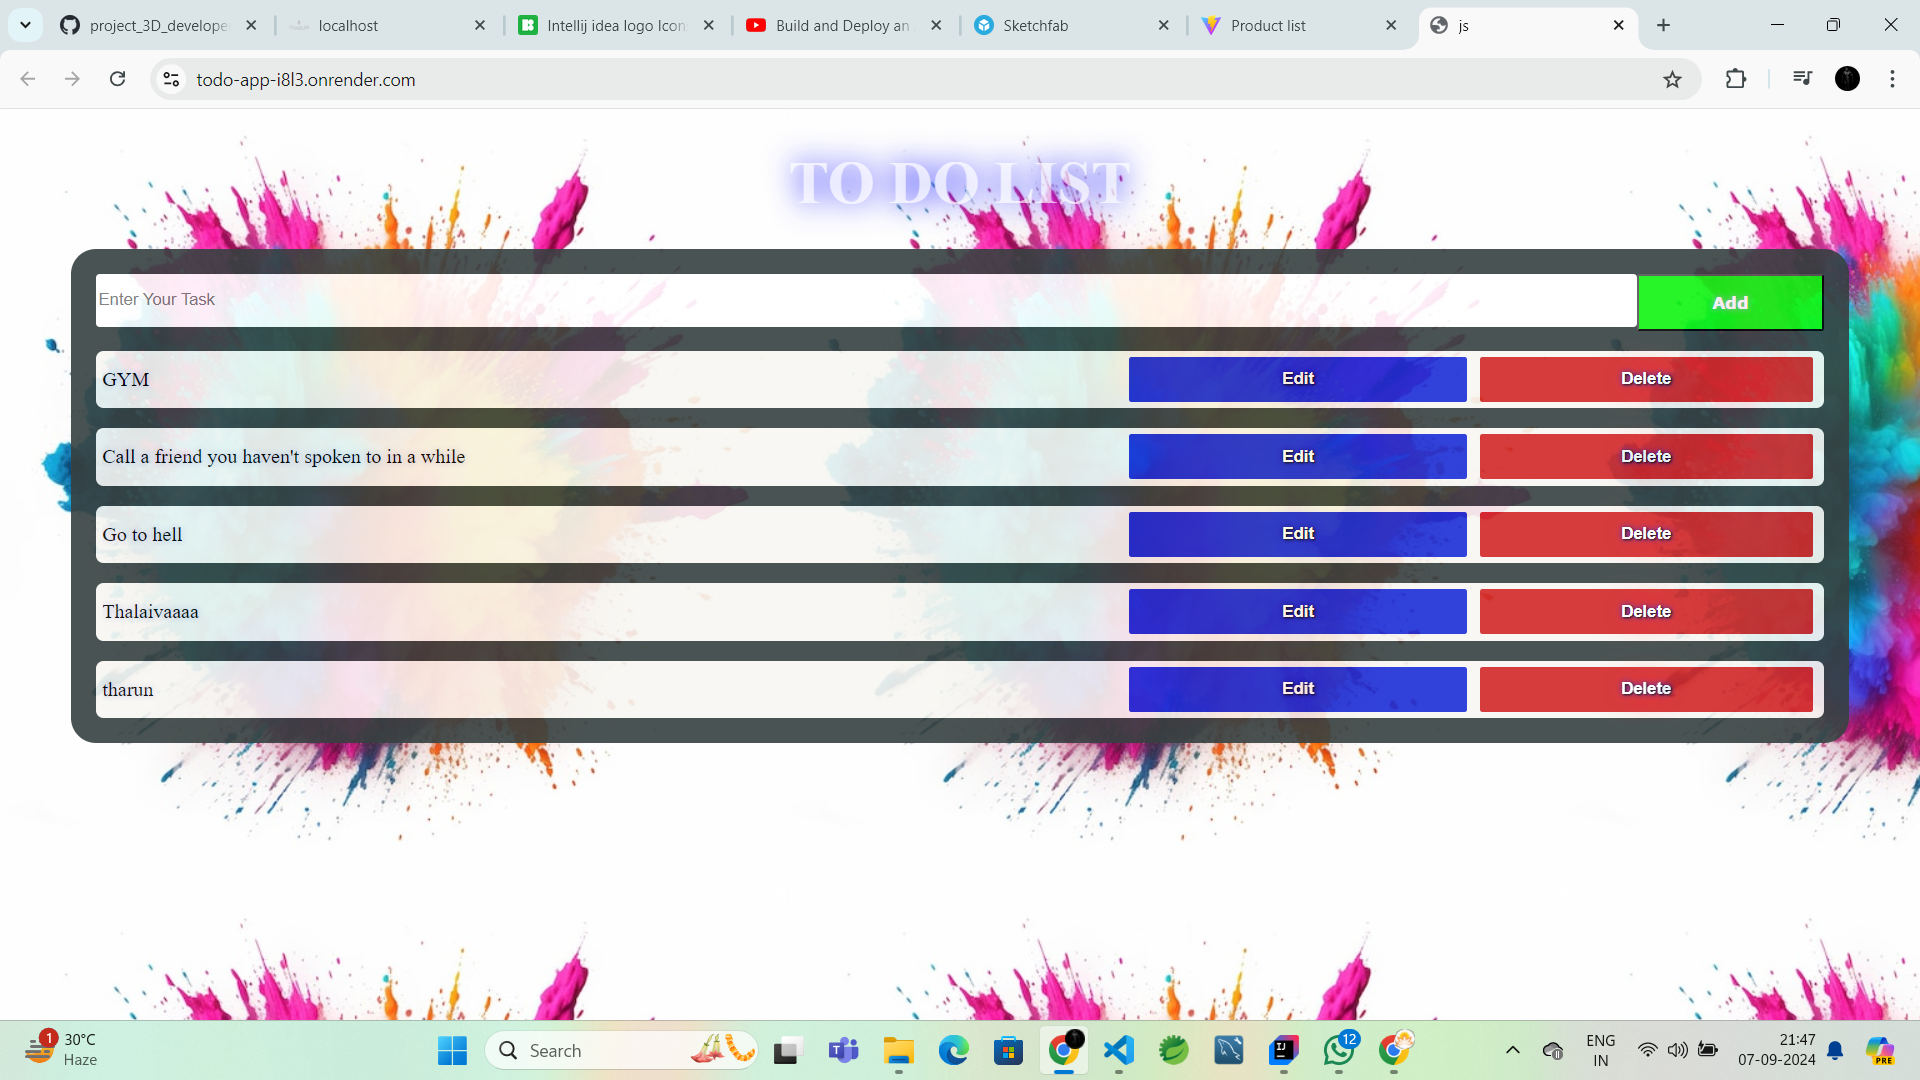 project_3D_develope
localhost
Intellij idea logo Icon
Build and Deploy an
Sketchfab
Product list
js
todo-app-i8l3.onrender.com
TO DO LIST
Enter Your Task
Add
GYM
Edit
Delete
Call a friend you haven't spoken to in a while
Edit
Delete
Go to hell
Edit
Delete
Thalaivaaaa
Edit
Delete
tharun
Edit
Delete
1
30°C
Haze
Search
IJ
12
ENG
IN
21:47
07-09-2024
PRE